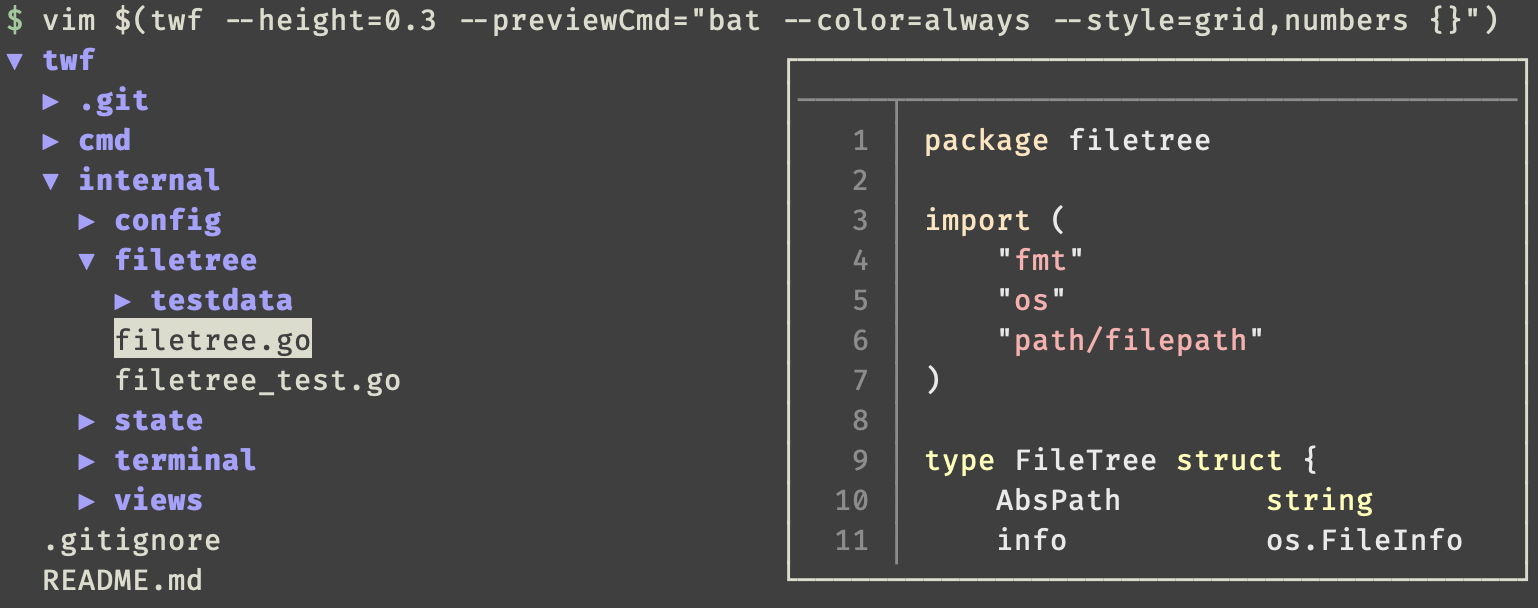 $ vim $(twf --height=0.3 --previewCmd="bat --color=always --style=grid,numbers {}")
▼ twf
▶ .git
▶ cmd
▼ internal
▶ config
▼ filetree
▶ testdata
filetree.go
filetree_test.go
▶ state
▶ terminal
▶ views
.gitignore
README.md
1 package filetree
2
3 import (
4 "fmt"
5 "os"
6 "path/filepath"
7 )
8
9 type FileTree struct {
10 AbsPath string
11 info os.FileInfo